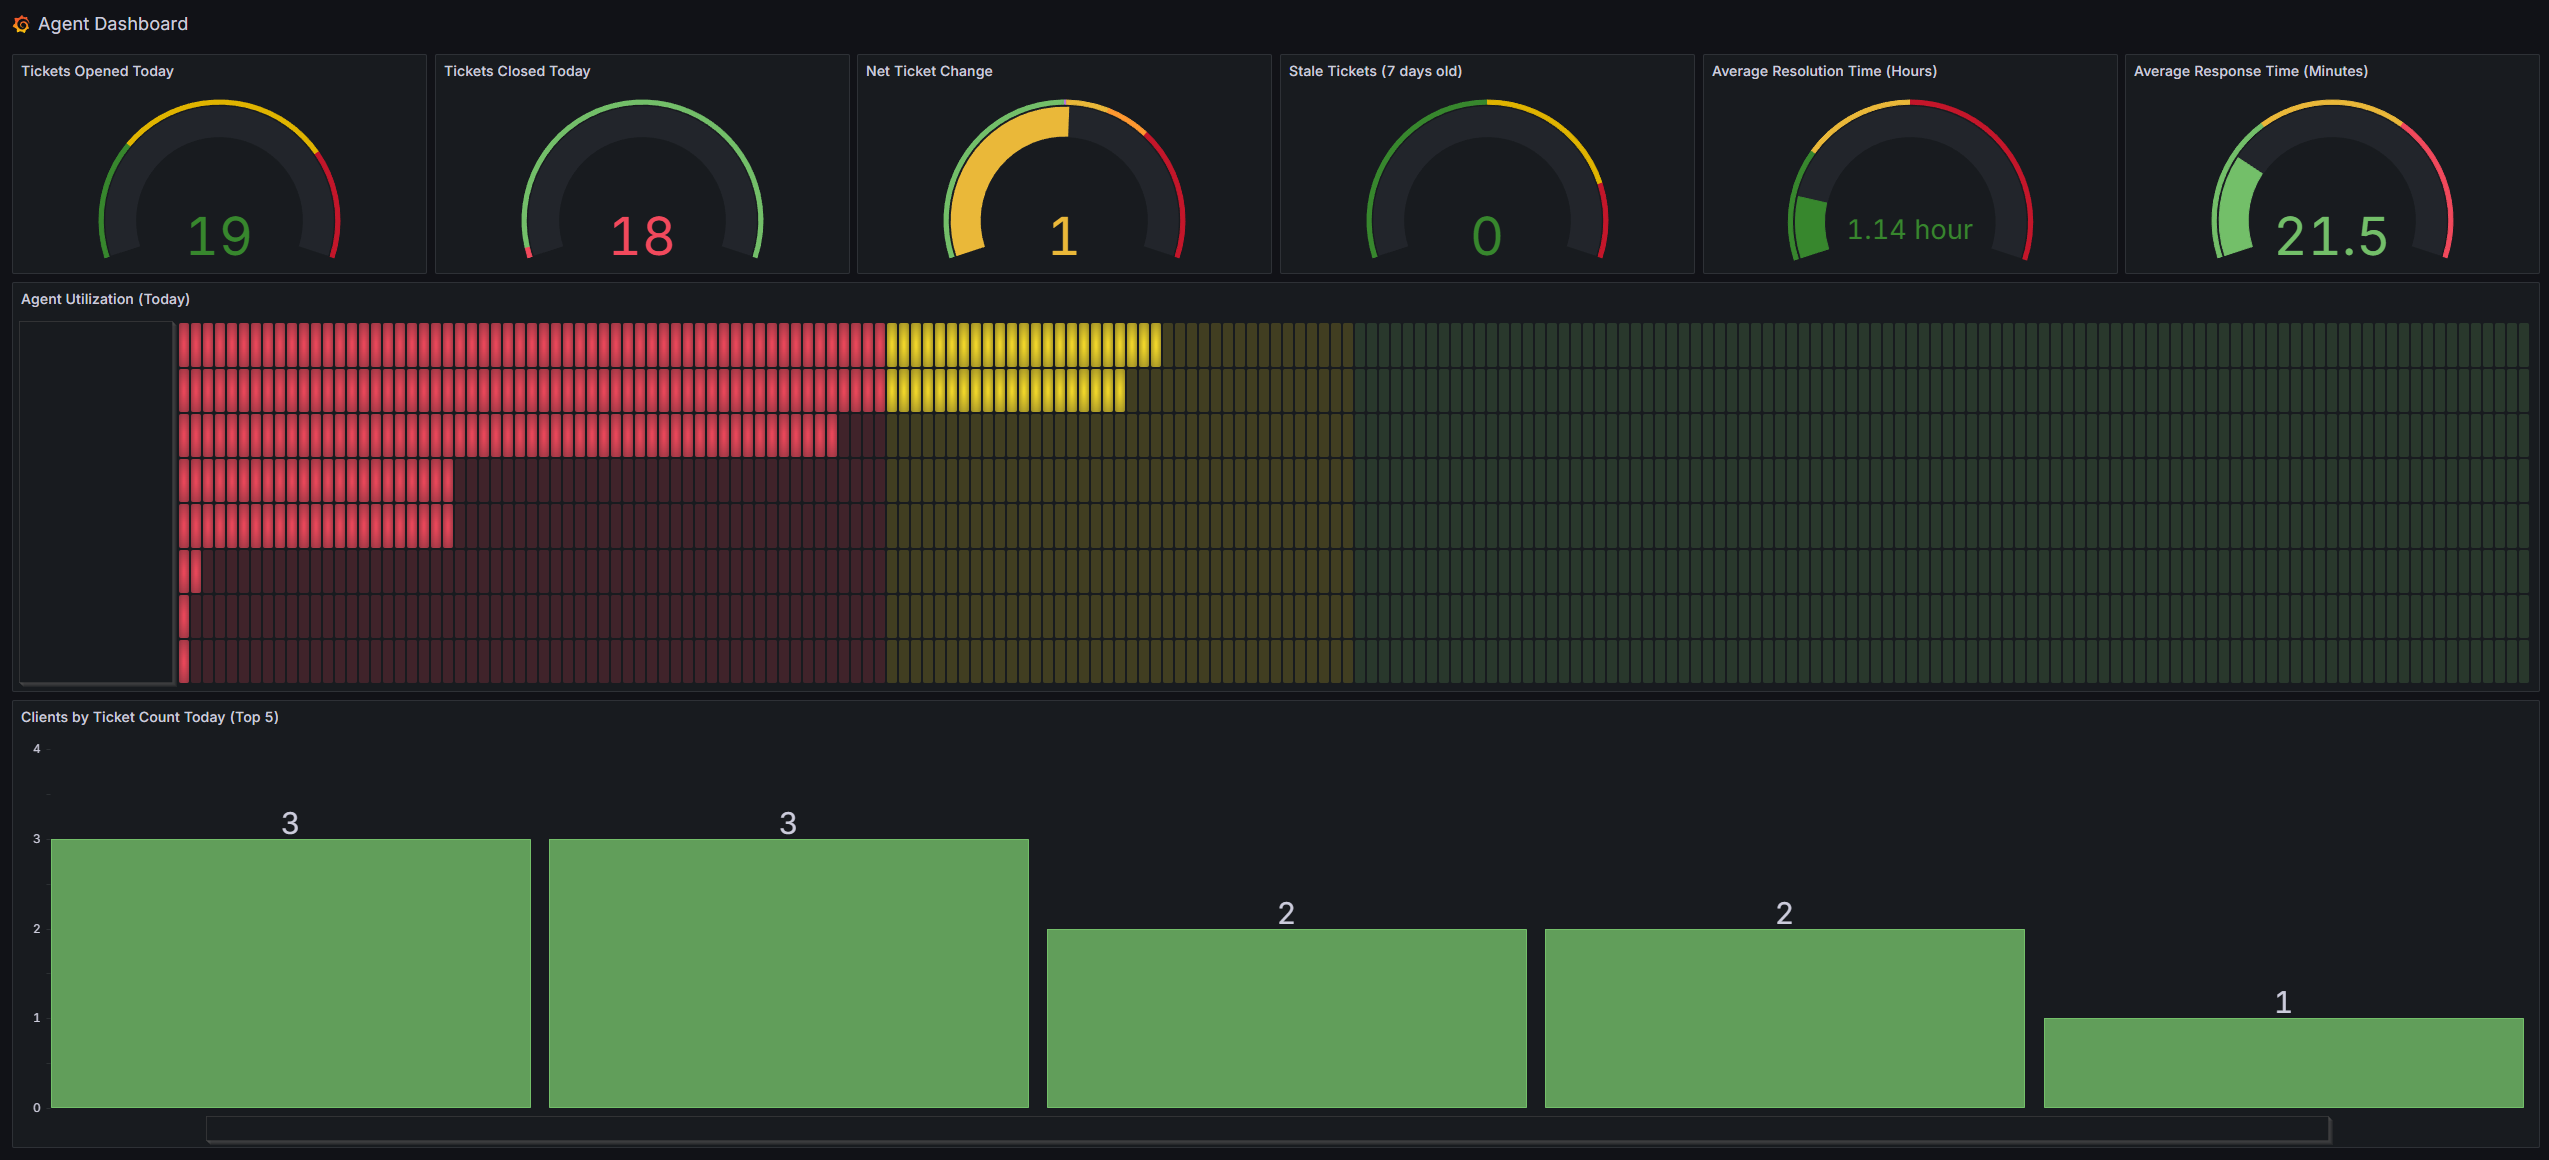 Agent Dashboard
Tickets Opened Today
19
Tickets Closed Today
18
Net Ticket Change
1
Stale Tickets (7 days old)
0
Average Resolution Time (Hours)
1.14 hour
Average Response Time (Minutes)
21.5
Agent Utilization (Today)
Clients by Ticket Count Today (Top 5)
4
3
2
1
0
3
3
2
2
1